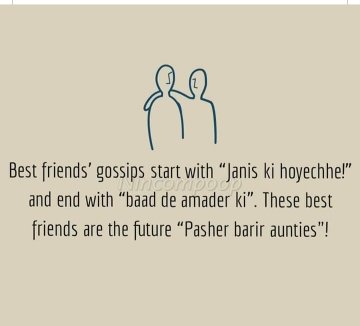 Best friends' gossips start with “Janis ki hoyechhe!”
Nincompoop
and end with “baad de amader ki”. These best
friends are the future “Pasher barir aunties”!